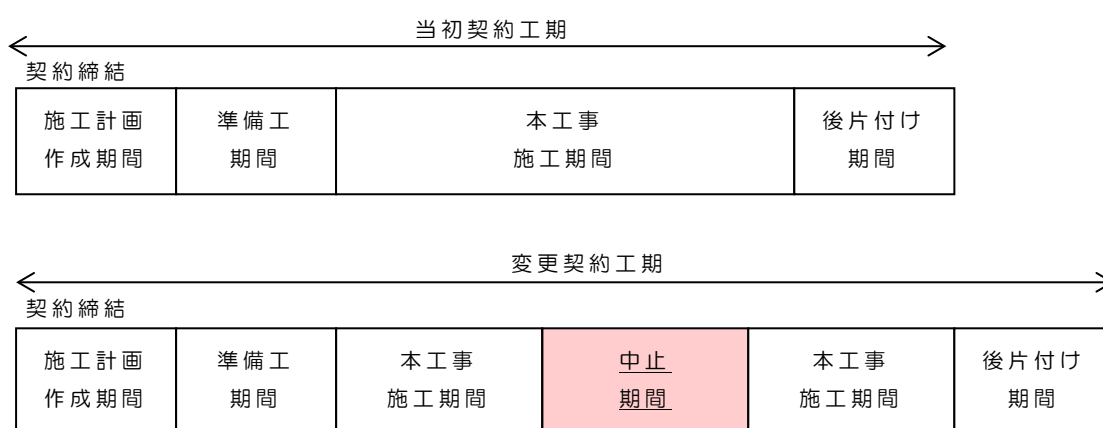 当初契約工期
契約締結
施工計画 準備工 本工事 後片付け
作成期間 期間 施工期間 期間
変更契約工期
契約締結
施工計画 準備工 本工事 中止 本工事 後片付け
作成期間 期間 施工期間 期間 施工期間 期間